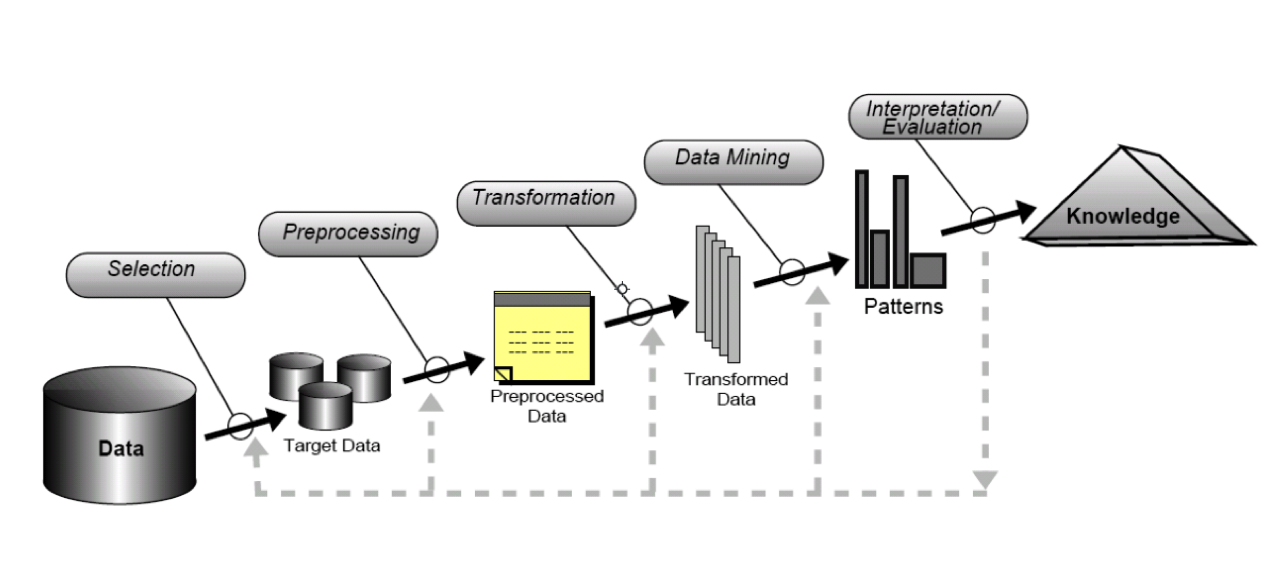 Interpretation/
Evaluation
Data Mining
Transformation
Preprocessing
Selection
Knowledge
Patterns
Transformed
Data
Preprocessed
Data
Target Data
Data